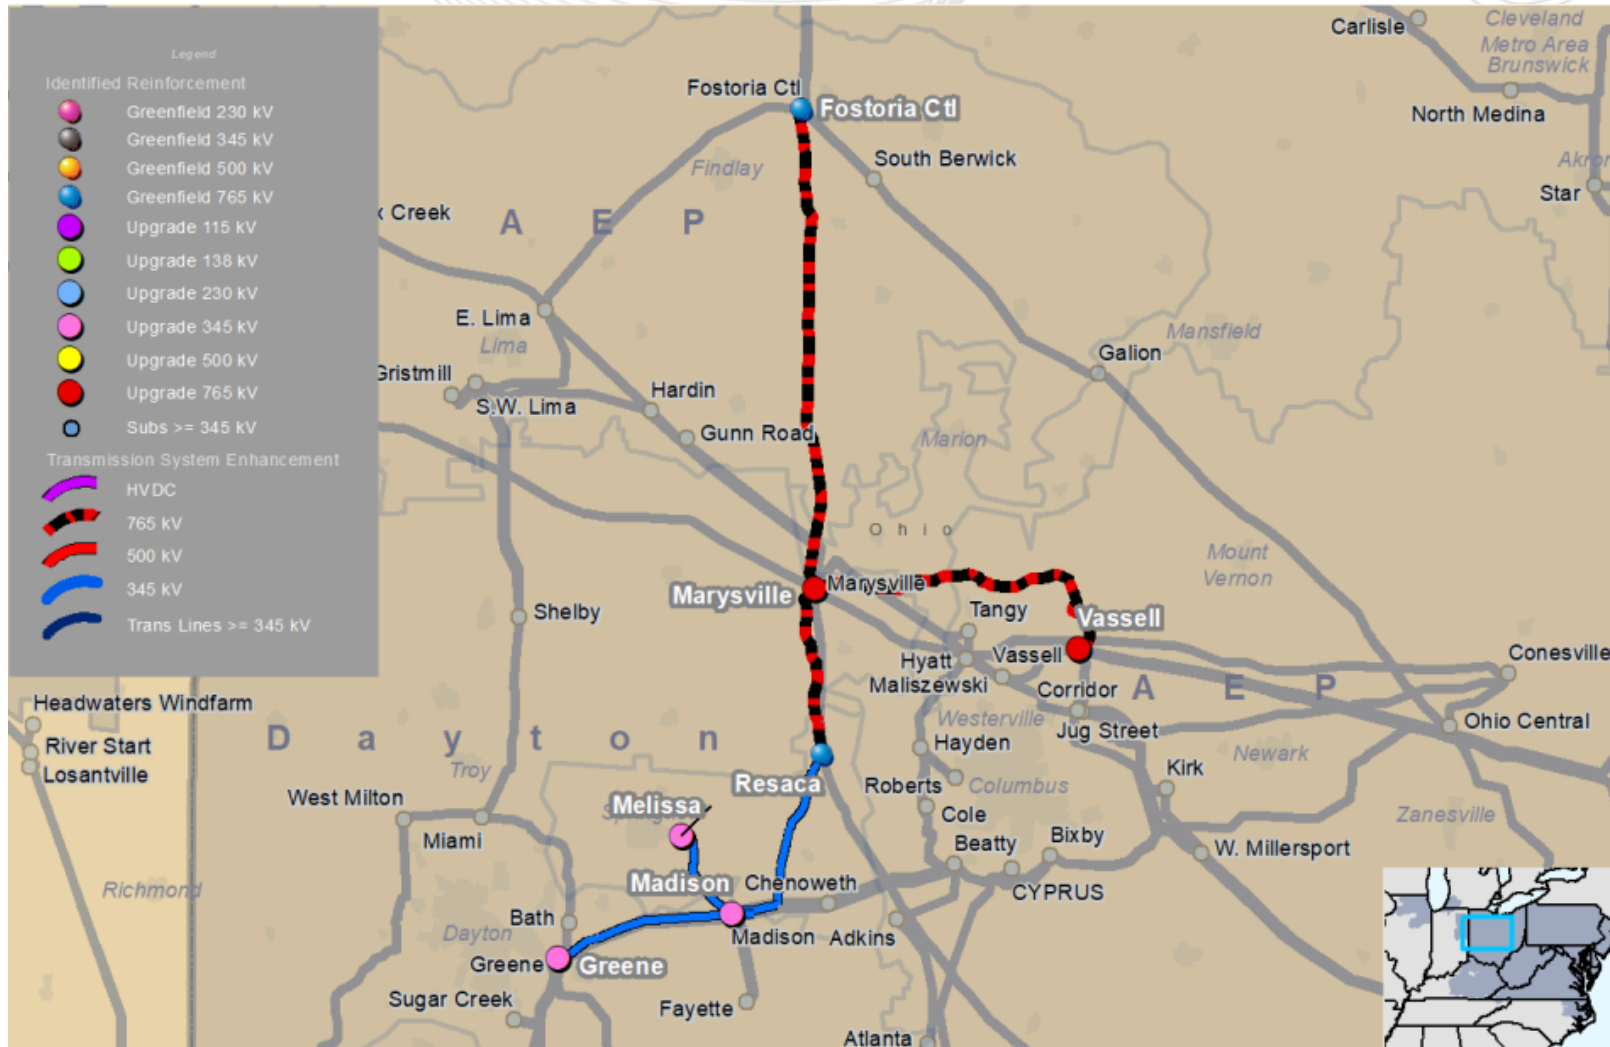 Legend
Identified Reinforcement
Greenfield 230 kV
Greenfield 345 kV
Greenfield 500 kV
Greenfield 765 kV
Upgrade 115 kV
Upgrade 138 kV
Upgrade 230 kV
Upgrade 345 kV
Upgrade 500 kV
Upgrade 765 kV
Subs >= 345 kV
Transmission System Enhancement
HVDC
765 kV
500 kV
345 kV
Trans Lines >= 345 kV
Carlisle
Cleveland
Metro Area
Brunswick
North Medina
Akron
Star
Fostoria Ctl
Fostoria Ctl
South Berwick
Findlay
x Creek
A E P
E. Lima
Lima
Mansfield
Galion
Gristmill
S.W. Lima
Hardin
Gunn Road
Marion
Ohio
Mount
Vernon
Marysville
Marysville
Shelby
Tangy
Vassell
Hyatt
Vassell
Maliszewski
Conesville
Corridor
A E P
Headwaters Windfarm
Westerville
Jug Street
Ohio Central
River Start
Dayton
Hayden
Newark
Losantville
Troy
Resaca
Roberts
Columbus
Kirk
West Milton
Melissa
Cole
Zanesville
Miami
Beatty
Bixby
W. Millersport
Richmond
Madison
Chenoweth
CYPRUS
Bath
Dayton
Madison
Adkins
Greene
Greene
Sugar Creek
Fayette
Atlanta